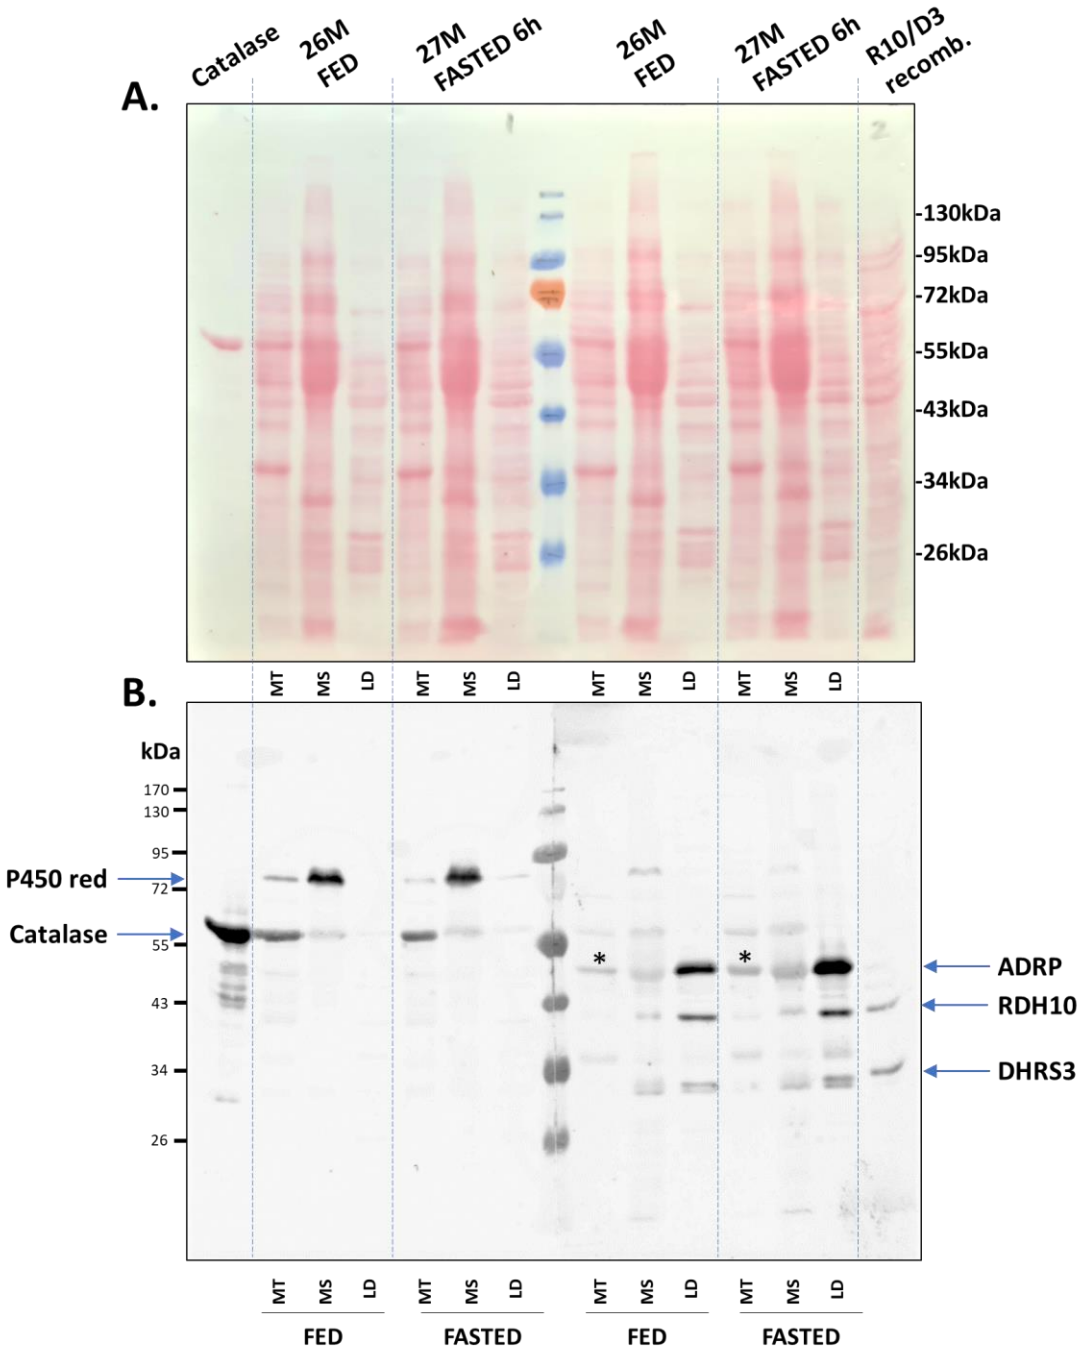 Catalase
26M
FED
27M
FASTED 6h
26M
FED
27M
FASTED 6h
R10/D3
recomb.
A.
1
2
-130kDa
-95kDa
-72kDa
-55kDa
-43kDa
-34kDa
-26kDa
MT MS LD MT MS LD MT MS LD MT MS LD
B.
kDa
170
130
95
P450 red
72
Catalase
55
43
34
26
* *
ADRP
RDH10
DHRS3
MT MS LD MT MS LD MT MS LD MT MS LD
FED FASTED FED FASTED